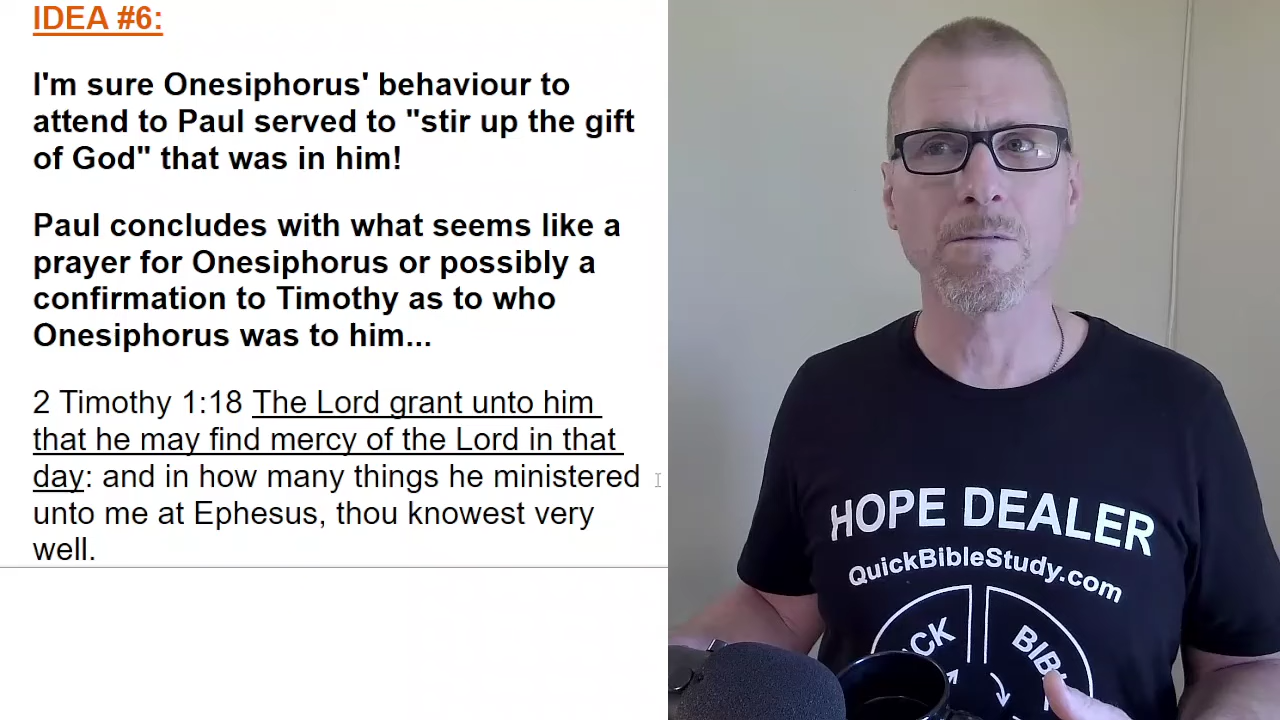 IDEA #6:
I'm sure Onesiphorus' behaviour to
attend to Paul served to "stir up the gift
of God" that was in him!
Paul concludes with what seems like a
prayer for Onesiphorus or possibly a
confirmation to Timothy as to who
Onesiphorus was to him...
2 Timothy 1:18 The Lord grant unto him
that he may find mercy of the Lord in that
day: and in how many things he ministered
unto me at Ephesus, thou knowest very
well.
HOPE DEALER
QuickBibleStudy.com